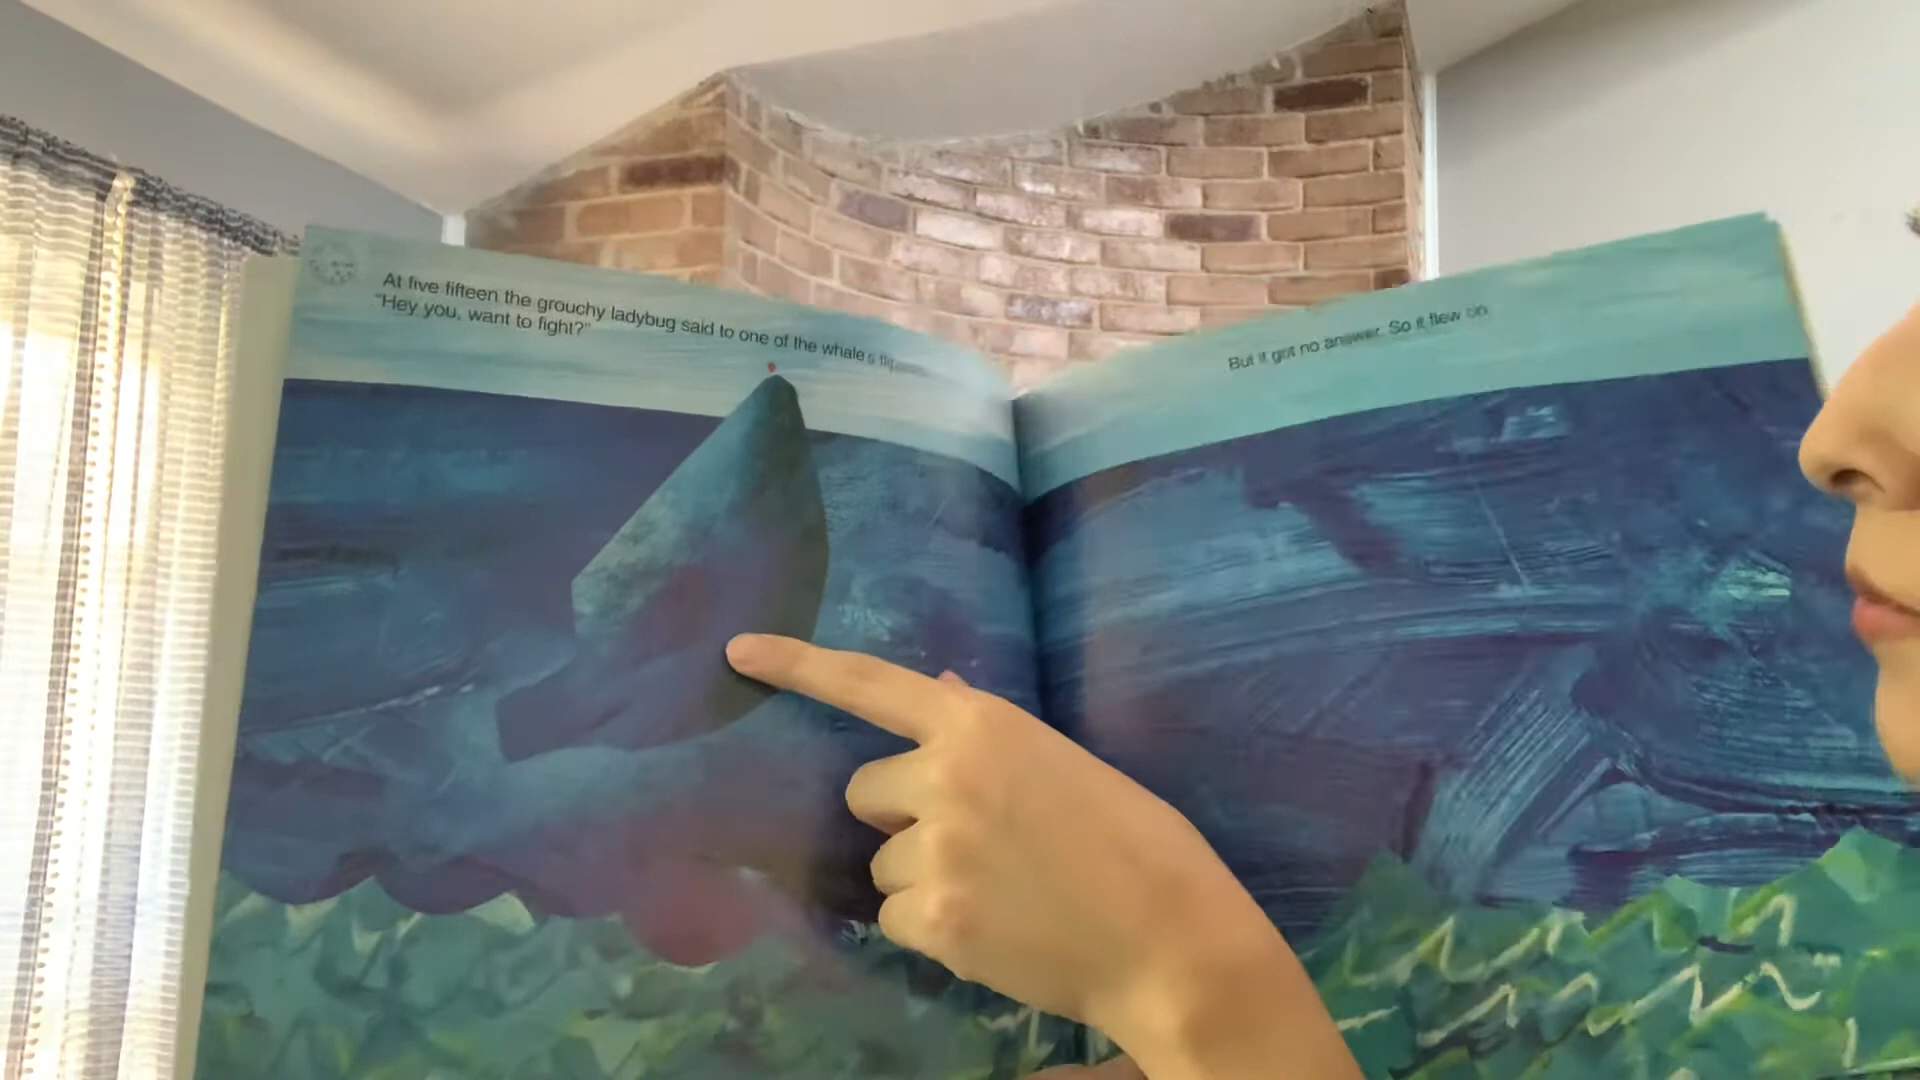 At five fifteen the grouchy ladybug said to one of the whale's
"Hey you, want to fight?"
But it got no answer. So it flew on